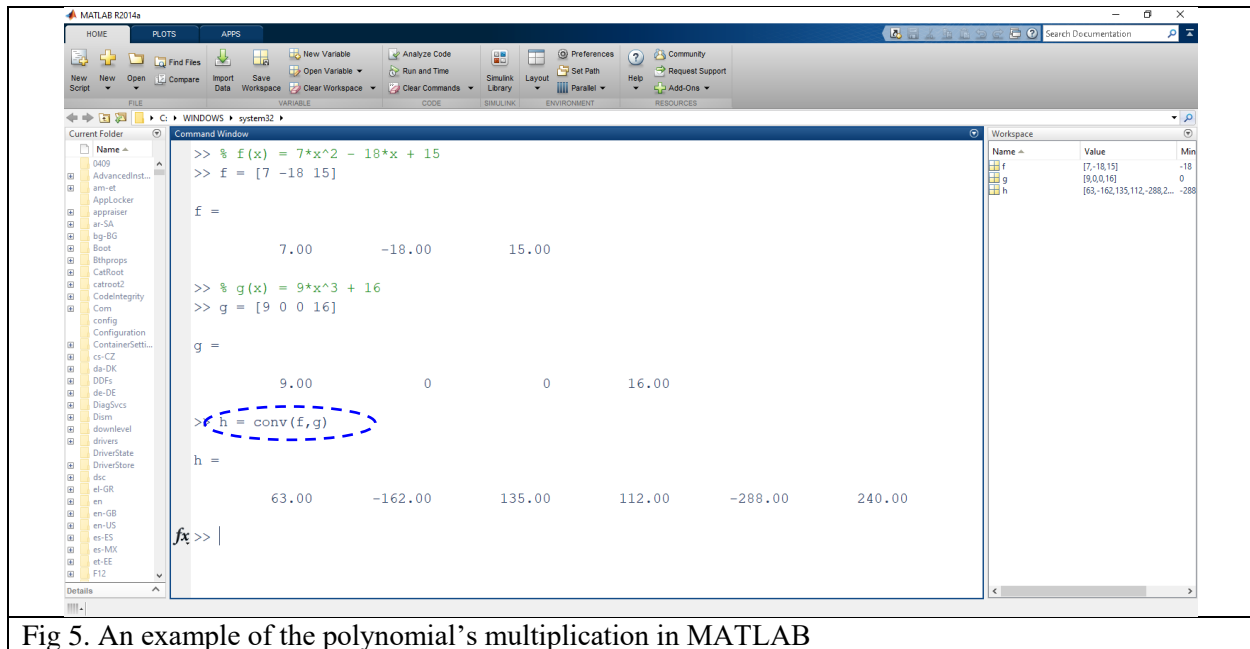 MATLAB R2014a
HOME PLOTS APPS Search Documentation
New Script New Open Find Files Compare Import Data Save Workspace New Variable Open Variable Clear Workspace Analyze Code Run and Time Clear Commands Simulink Library Layout Preferences Set Path Parallel Help Community Request Support Add-Ons
FILE VARIABLE CODE SIMULINK ENVIRONMENT RESOURCES
C: WINDOWS system32
Current Folder
Name
0409
AdvancedInst...
am-et
AppLocker
appraiser
ar-SA
bg-BG
Boot
Bthprops
CatRoot
catroot2
CodeIntegrity
Com
config
Configuration
ContainerSetti...
cs-CZ
da-DK
DDFs
de-DE
DiagSvcs
Dism
downlevel
drivers
DriverState
DriverStore
dsc
el-GR
en
en-GB
en-US
es-ES
es-MX
et-EE
F12
Details
Command Window
>> % f(x) = 7*x^2 - 18*x + 15
>> f = [7 -18 15]
f =
7.00 -18.00 15.00
>> % g(x) = 9*x^3 + 16
>> g = [9 0 0 16]
g =
9.00 0 0 16.00
>> h = conv(f,g)
h =
63.00 -162.00 135.00 112.00 -288.00 240.00
fx >>
Workspace
Name Value Min
f [7,-18,15] -18
g [9,0,0,16] 0
h [63,-162,135,112,-288,2... -288
Fig 5. An example of the polynomial’s multiplication in MATLAB